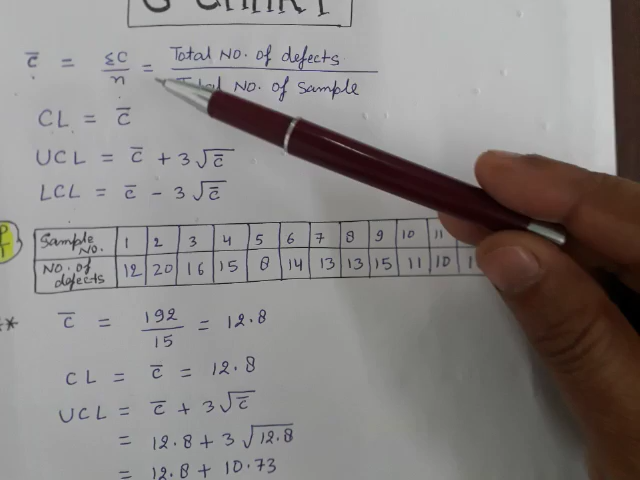 C - CHART
c̄ = ΣC / n = Total No. of defects / Total No. of sample
CL = c̄
UCL = c̄ + 3√c̄
LCL = c̄ - 3√c̄
Sample No. 1 2 3 4 5 6 7 8 9 10 11
No. of defects 12 20 16 15 8 14 13 13 15 11 10 1
** c̄ = 192 / 15 = 12.8
CL = c̄ = 12.8
UCL = c̄ + 3√c̄
= 12.8 + 3√12.8
= 12.8 + 10.73